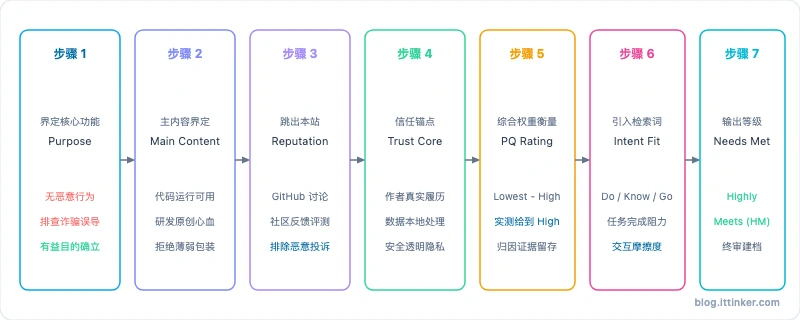 步骤 1
界定核心功能
Purpose
无恶意行为
排查诈骗误导
有益目的确立
步骤 2
主内容界定
Main Content
代码运行可用
研发原创心血
拒绝薄弱包装
步骤 3
跳出本站
Reputation
GitHub 讨论
社区反馈评测
排除恶意投诉
步骤 4
信任锚点
Trust Core
作者真实履历
数据本地处理
安全透明隐私
步骤 5
综合权重衡量
PQ Rating
Lowest - High
实测给到 High
归因证据留存
步骤 6
引入检索词
Intent Fit
Do / Know / Go
任务完成阻力
交互摩擦度
步骤 7
输出等级
Needs Met
Highly
Meets (HM)
终审建档
blog.ittinker.com